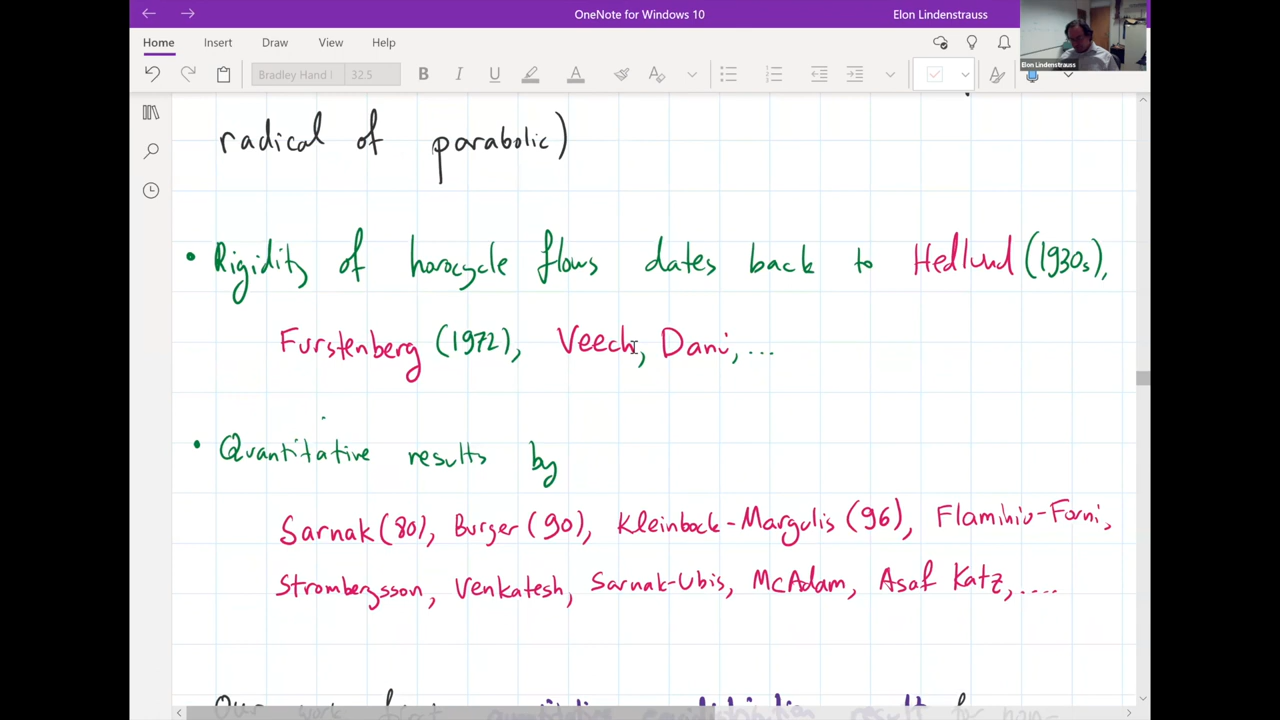 OneNote for Windows 10
Elon Lindenstrauss
Home Insert Draw View Help
Elon Lindenstrauss
radical of parabolic)
• Rigidity of horocycle flows dates back to Hedlund (1930s),
Furstenberg (1972), Veech, Dani, ...
• Quantitative results by
Sarnak (80), Burger (90), Kleinbock-Margulis (96), Flaminio-Forni,
Strombergsson, Venkatesh, Sarnak-Ubis, McAdam, Asaf Katz, ....